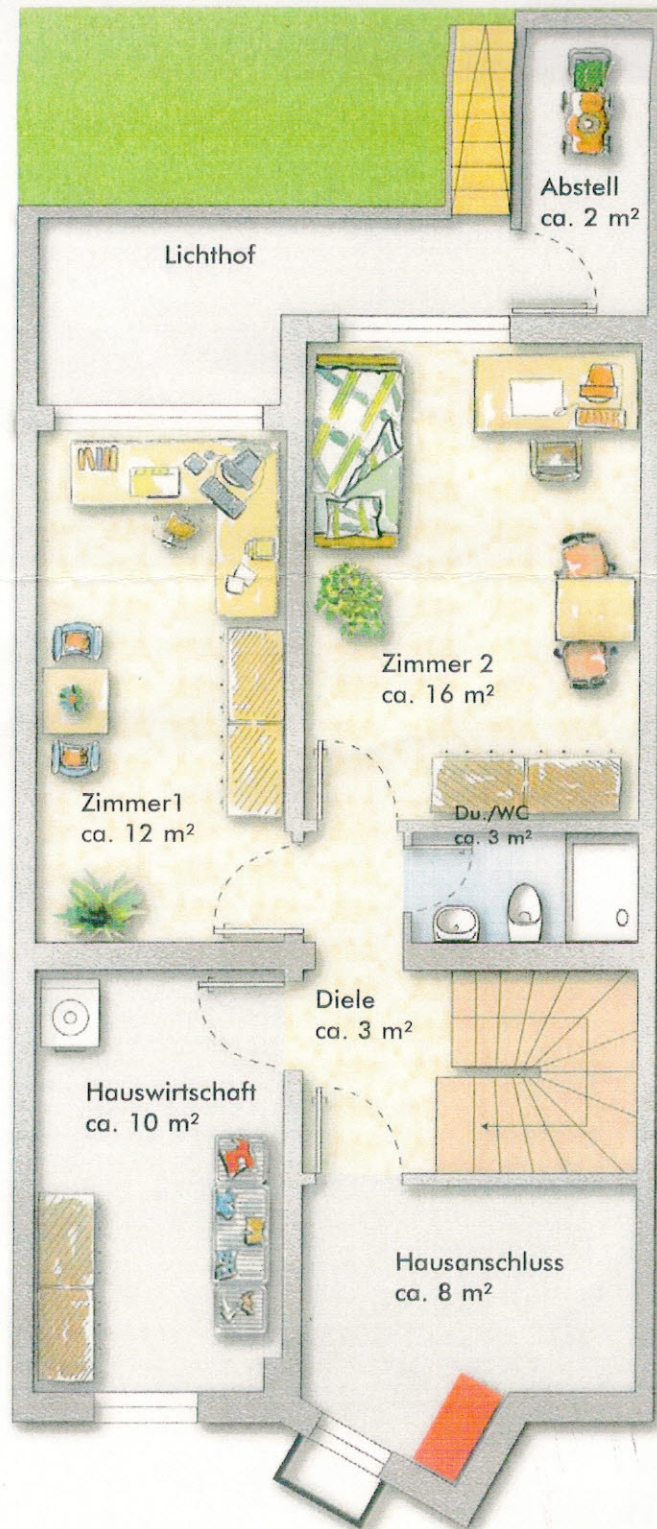 Abstell
ca. 2 m²
Lichthof
Zimmer 2
ca. 16 m²
Zimmer1
ca. 12 m²
Du./WC
ca. 3 m²
Diele
ca. 3 m²
Hauswirtschaft
ca. 10 m²
Hausanschluss
ca. 8 m²